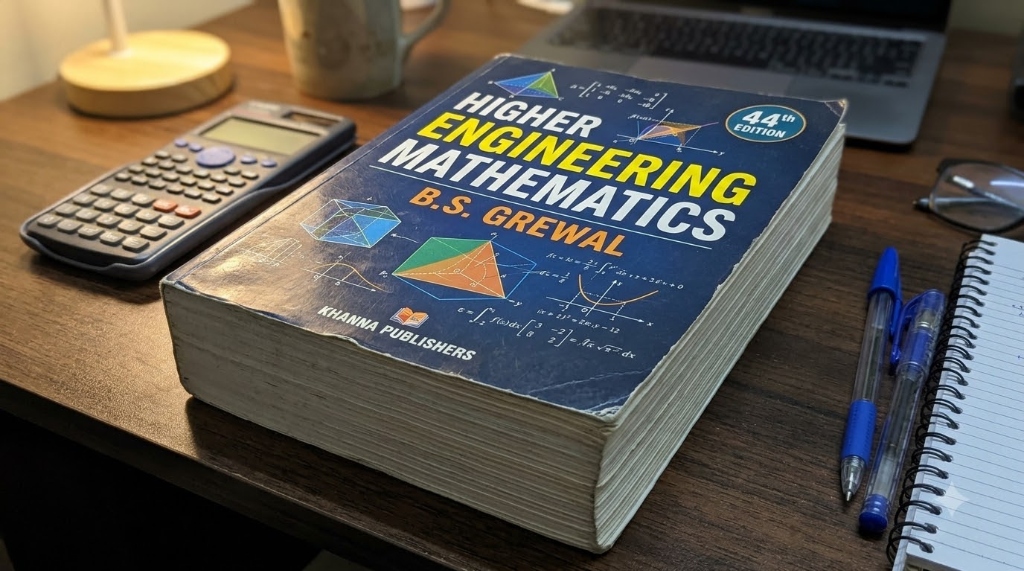 HIGHER
ENGINEERING
MATHEMATICS
B.S. GREWAL
44th
EDITION
KHANNA PUBLISHERS